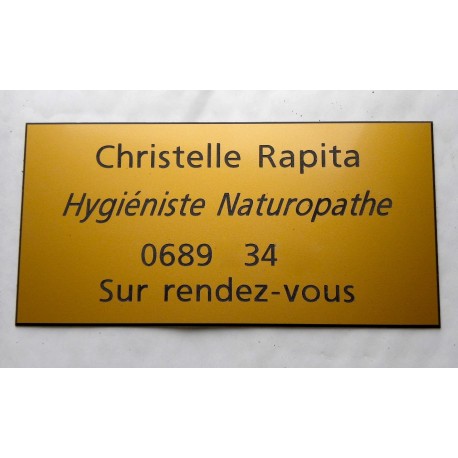 Christelle Rapita
Hygiéniste Naturopathe
0689 34
Sur rendez-vous